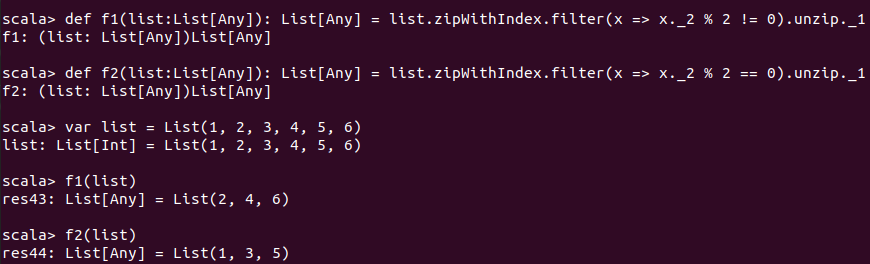 scala> def f1(list:List[Any]): List[Any] = list.zipWithIndex.filter(x => x._2 % 2 != 0).unzip._1
f1: (list: List[Any])List[Any]
scala> def f2(list:List[Any]): List[Any] = list.zipWithIndex.filter(x => x._2 % 2 == 0).unzip._1
f2: (list: List[Any])List[Any]
scala> var list = List(1, 2, 3, 4, 5, 6)
list: List[Int] = List(1, 2, 3, 4, 5, 6)
scala> f1(list)
res43: List[Any] = List(2, 4, 6)
scala> f2(list)
res44: List[Any] = List(1, 3, 5)